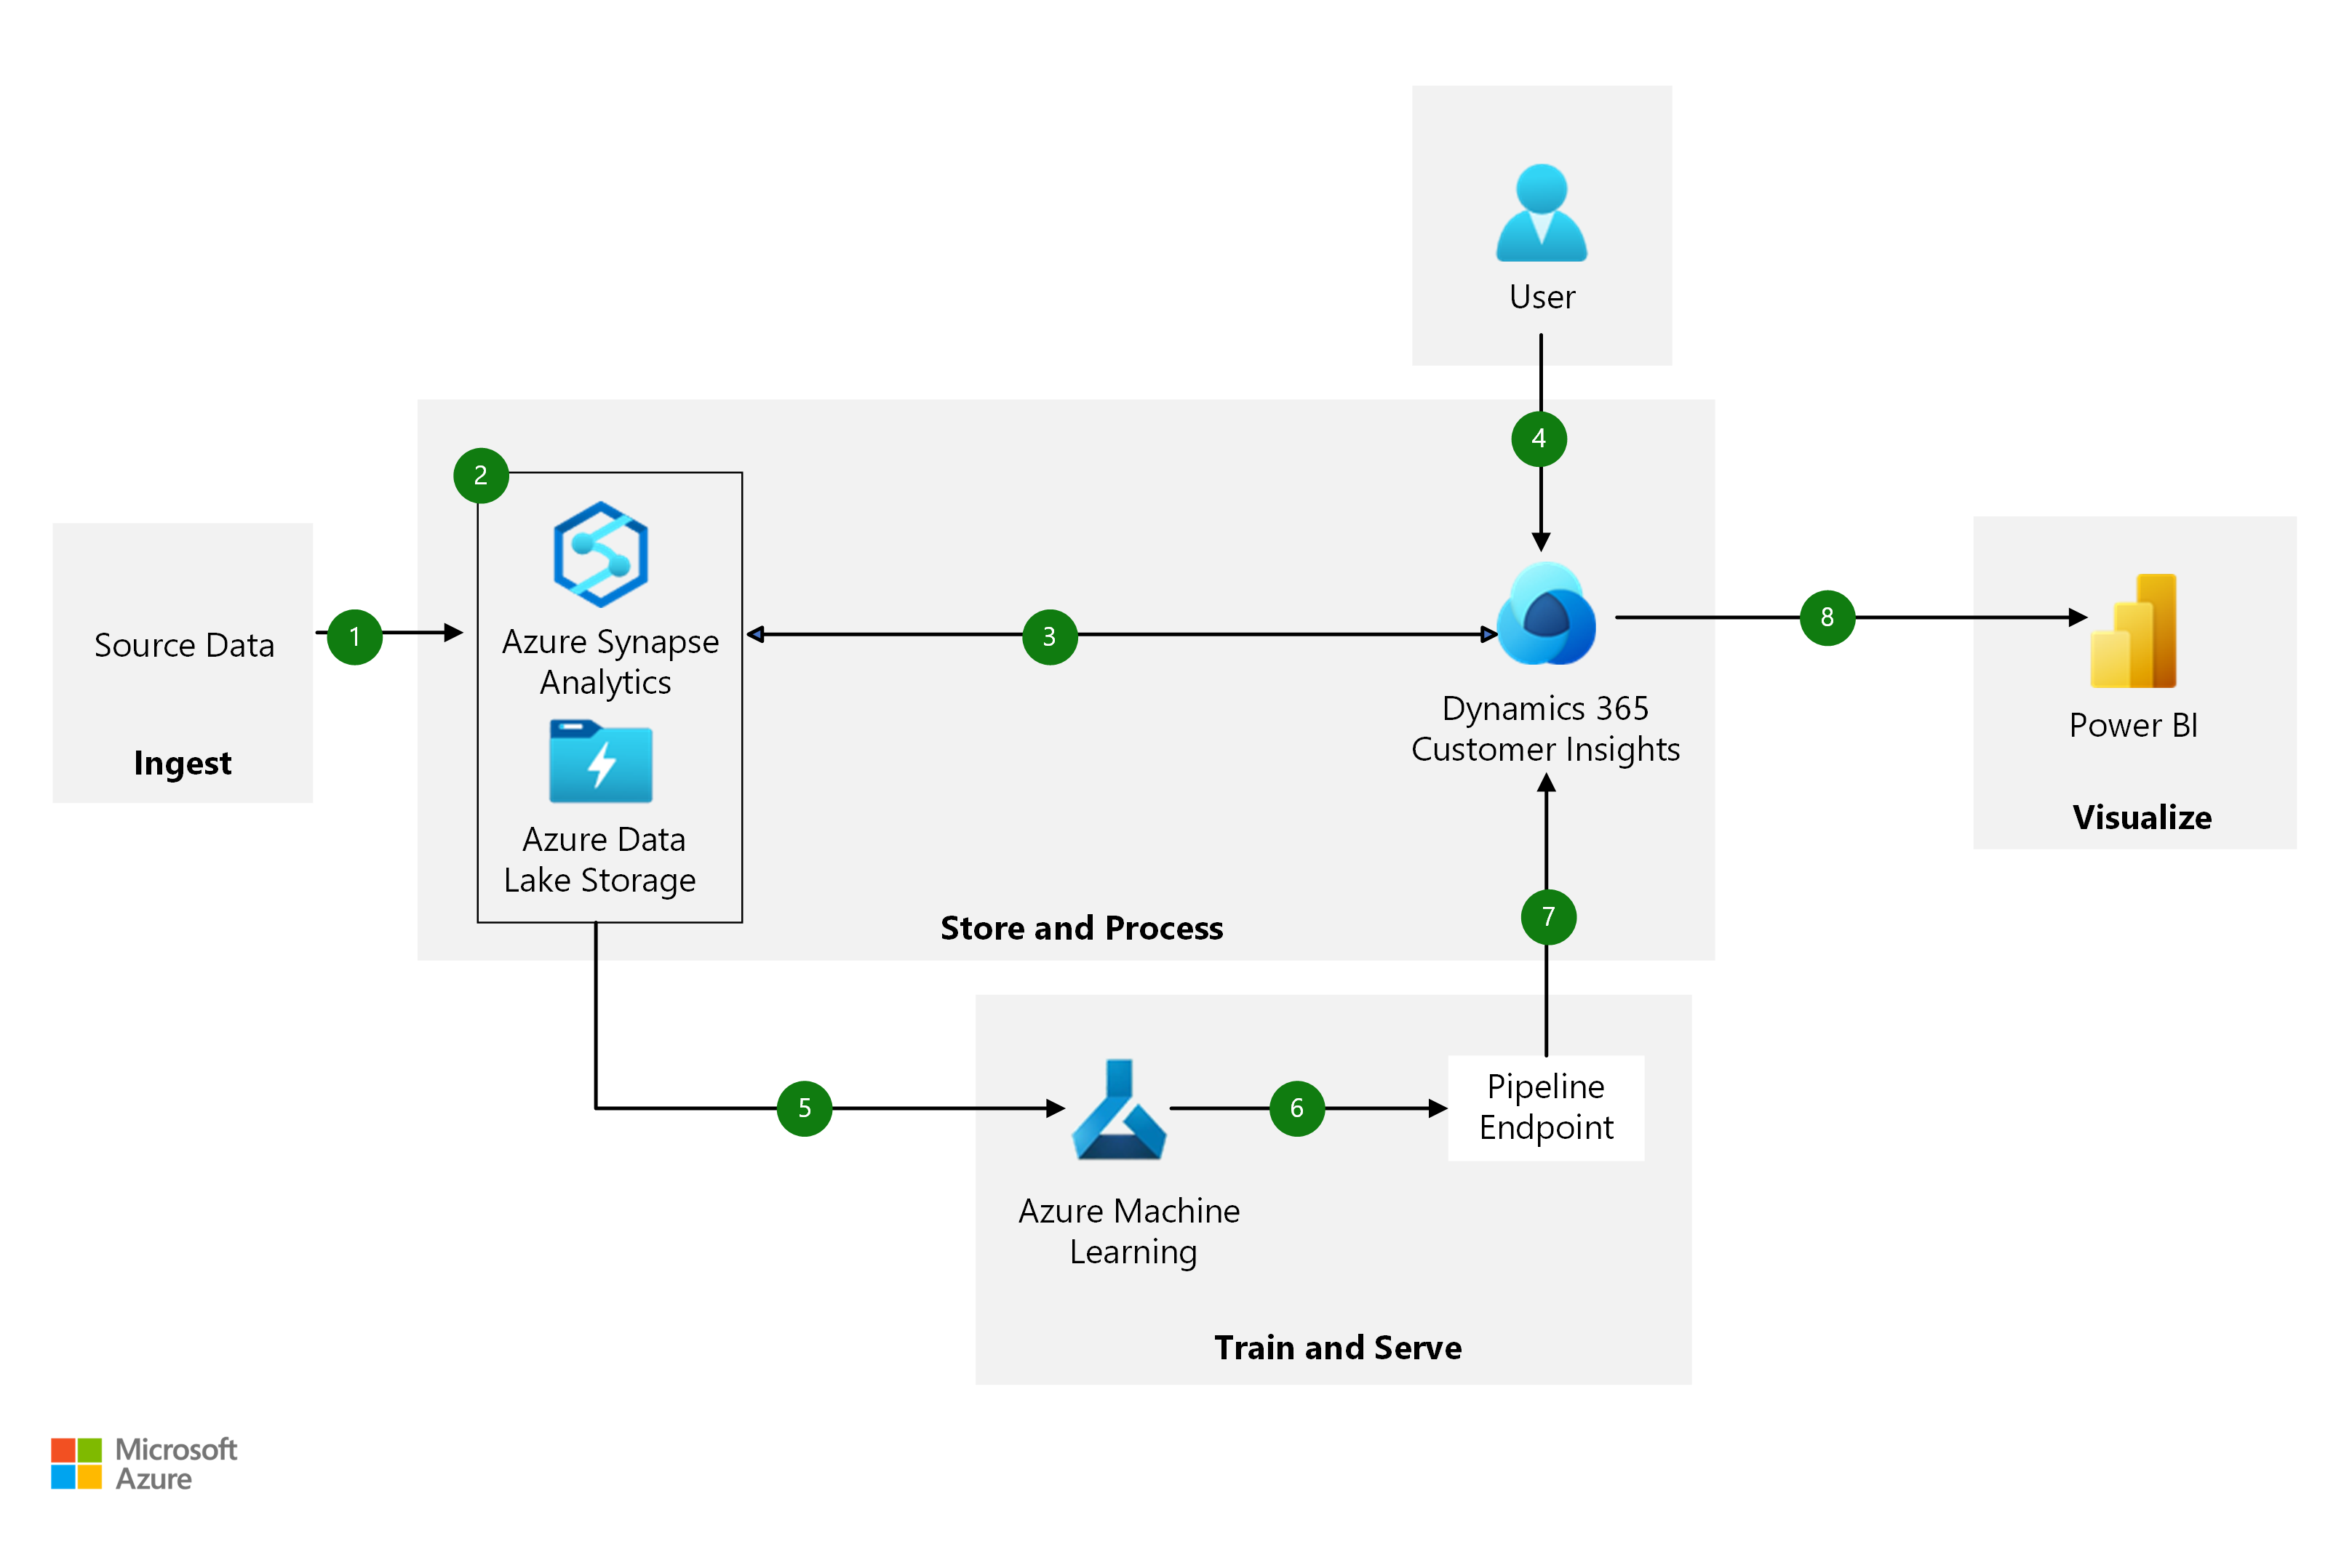 User
4
2
Azure Synapse
Analytics
Source Data
1
3
8
Dynamics 365
Customer Insights
Power BI
Ingest
Visualize
Azure Data
Lake Storage
7
Store and Process
5
6
Pipeline
Endpoint
Azure Machine
Learning
Train and Serve
Microsoft
Azure